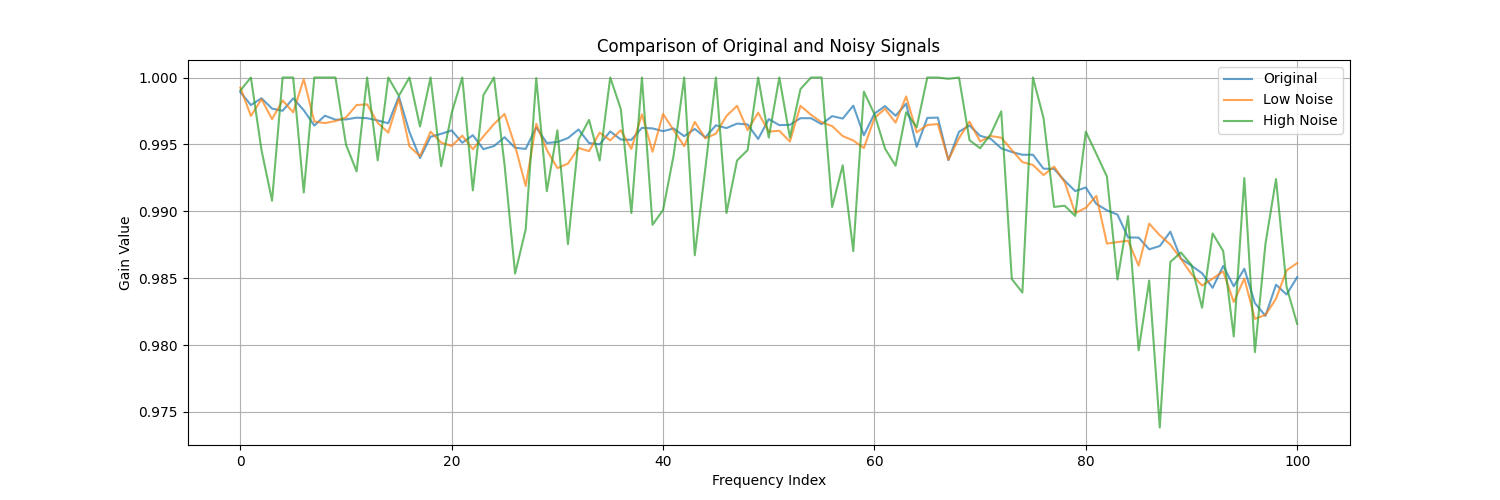 Comparison of Original and Noisy Signals
Original
Low Noise
High Noise
1.000
0.995
0.990
0.985
0.980
0.975
Gain Value
0
20
40
60
80
100
Frequency Index